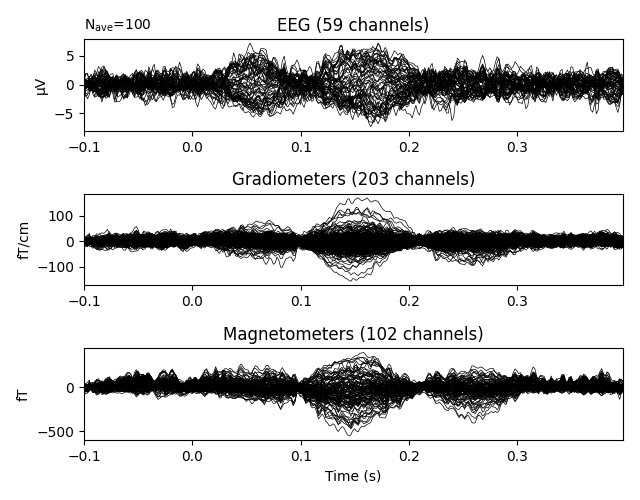 N_ave=100
EEG (59 channels)
5
0
−5
µV
−0.1 0.0 0.1 0.2 0.3
Gradiometers (203 channels)
100
0
−100
fT/cm
−0.1 0.0 0.1 0.2 0.3
Magnetometers (102 channels)
0
−500
fT
−0.1 0.0 0.1 0.2 0.3
Time (s)